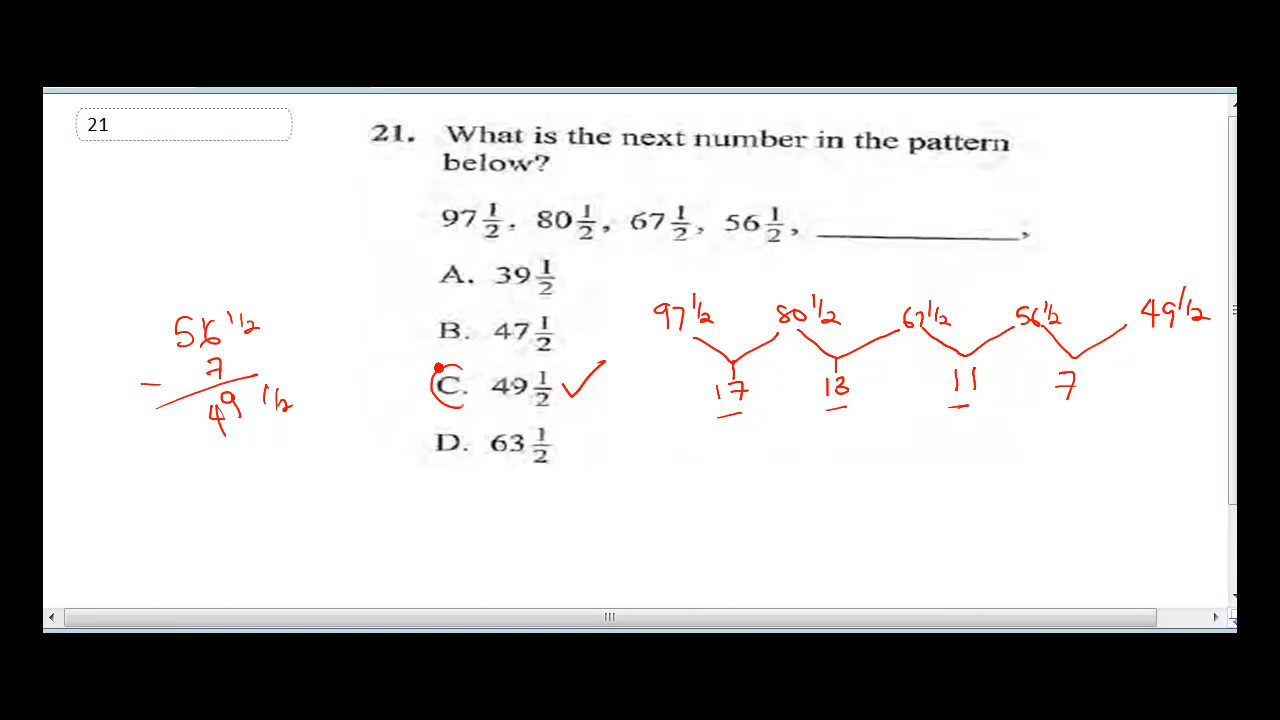 21
21. What is the next number in the pattern
below?
97 1/2. 80 1/2, 67 1/2, 56 1/2, ____________,
A. 39 1/2
B. 47 1/2
C. 49 1/2 ✓
D. 63 1/2
97 1/2 80 1/2 67 1/2 56 1/2 49 1/2
17 13 11 7
56 1/2
− 7
49 1/2